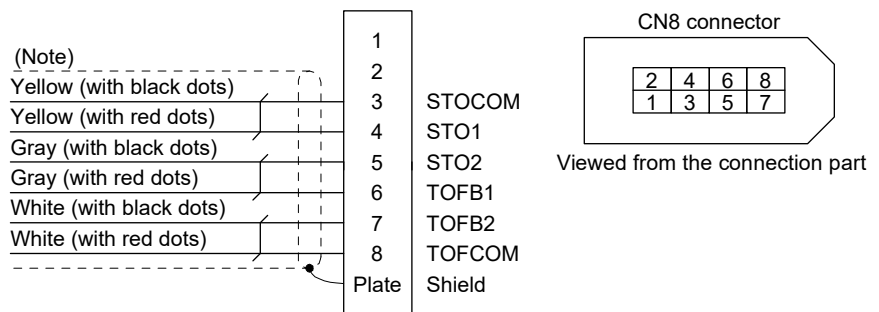 CN8 connector
1
(Note)
2
Yellow (with black dots)
3 STOCOM
Yellow (with red dots)
4 STO1
Gray (with black dots)
5 STO2
Gray (with red dots)
6 TOFB1
White (with black dots)
7 TOFB2
White (with red dots)
8 TOFCOM
Plate Shield
2 4 6 8
1 3 5 7
Viewed from the connection part